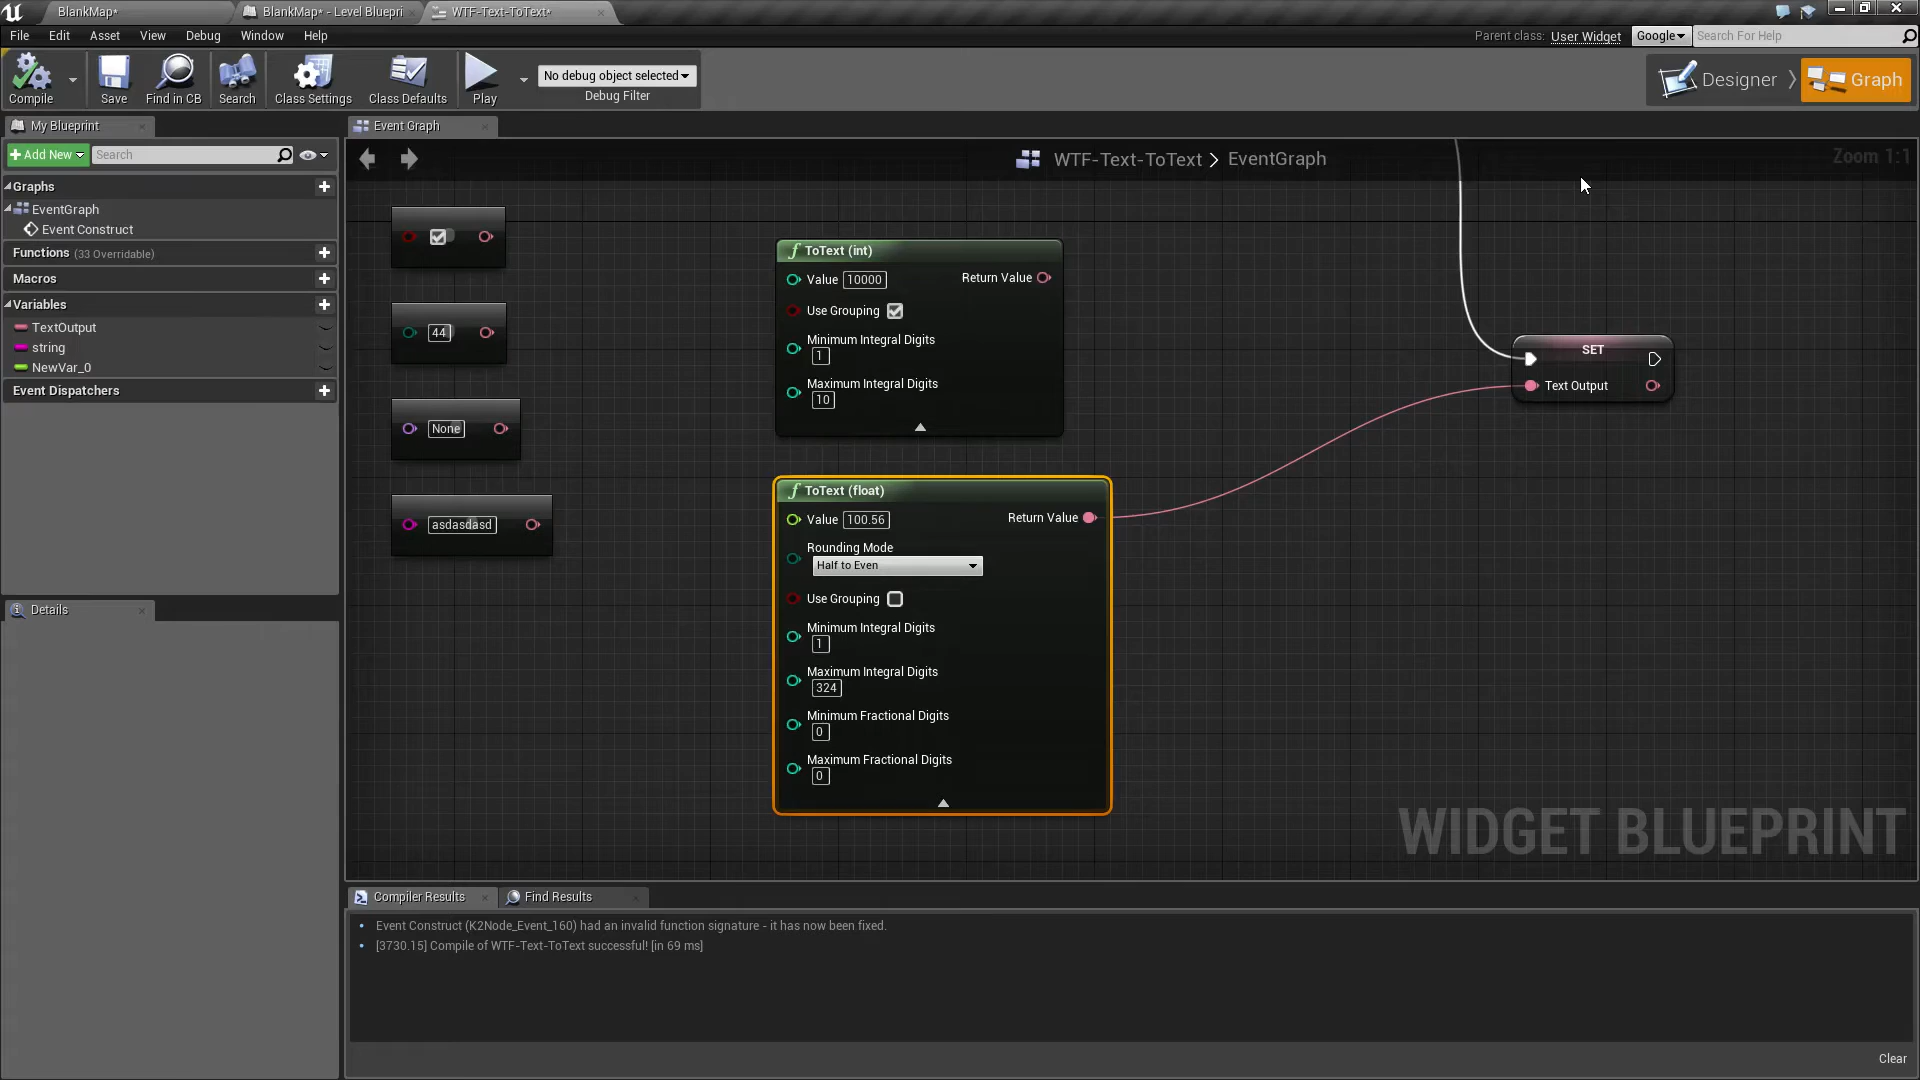 BlankMap*
BlankMap* - Level Bluepri
WTF-Text-ToText*
File Edit Asset View Debug Window Help
Parent class: User Widget Google Search For Help
Compile
Save
Find in CB
Search
Class Settings
Class Defaults
Play
No debug object selected
Debug Filter
Designer
Graph
My Blueprint
Event Graph
Add New Search
WTF-Text-ToText > EventGraph
Zoom 1:1
Graphs
EventGraph
Event Construct
Functions (33 Overridable)
Macros
Variables
TextOutput
string
NewVar_0
Event Dispatchers
Details
44
None
asdasdasd
ToText (int)
Value 10000
Return Value
Use Grouping
Minimum Integral Digits
1
Maximum Integral Digits
10
ToText (float)
Value 100.56
Return Value
Rounding Mode
Half to Even
Use Grouping
Minimum Integral Digits
1
Maximum Integral Digits
324
Minimum Fractional Digits
0
Maximum Fractional Digits
0
SET
Text Output
WIDGET BLUEPRINT
Compiler Results
Find Results
Event Construct (K2Node_Event_160) had an invalid function signature - it has now been fixed.
[3730.15] Compile of WTF-Text-ToText successful! [in 69 ms]
Clear